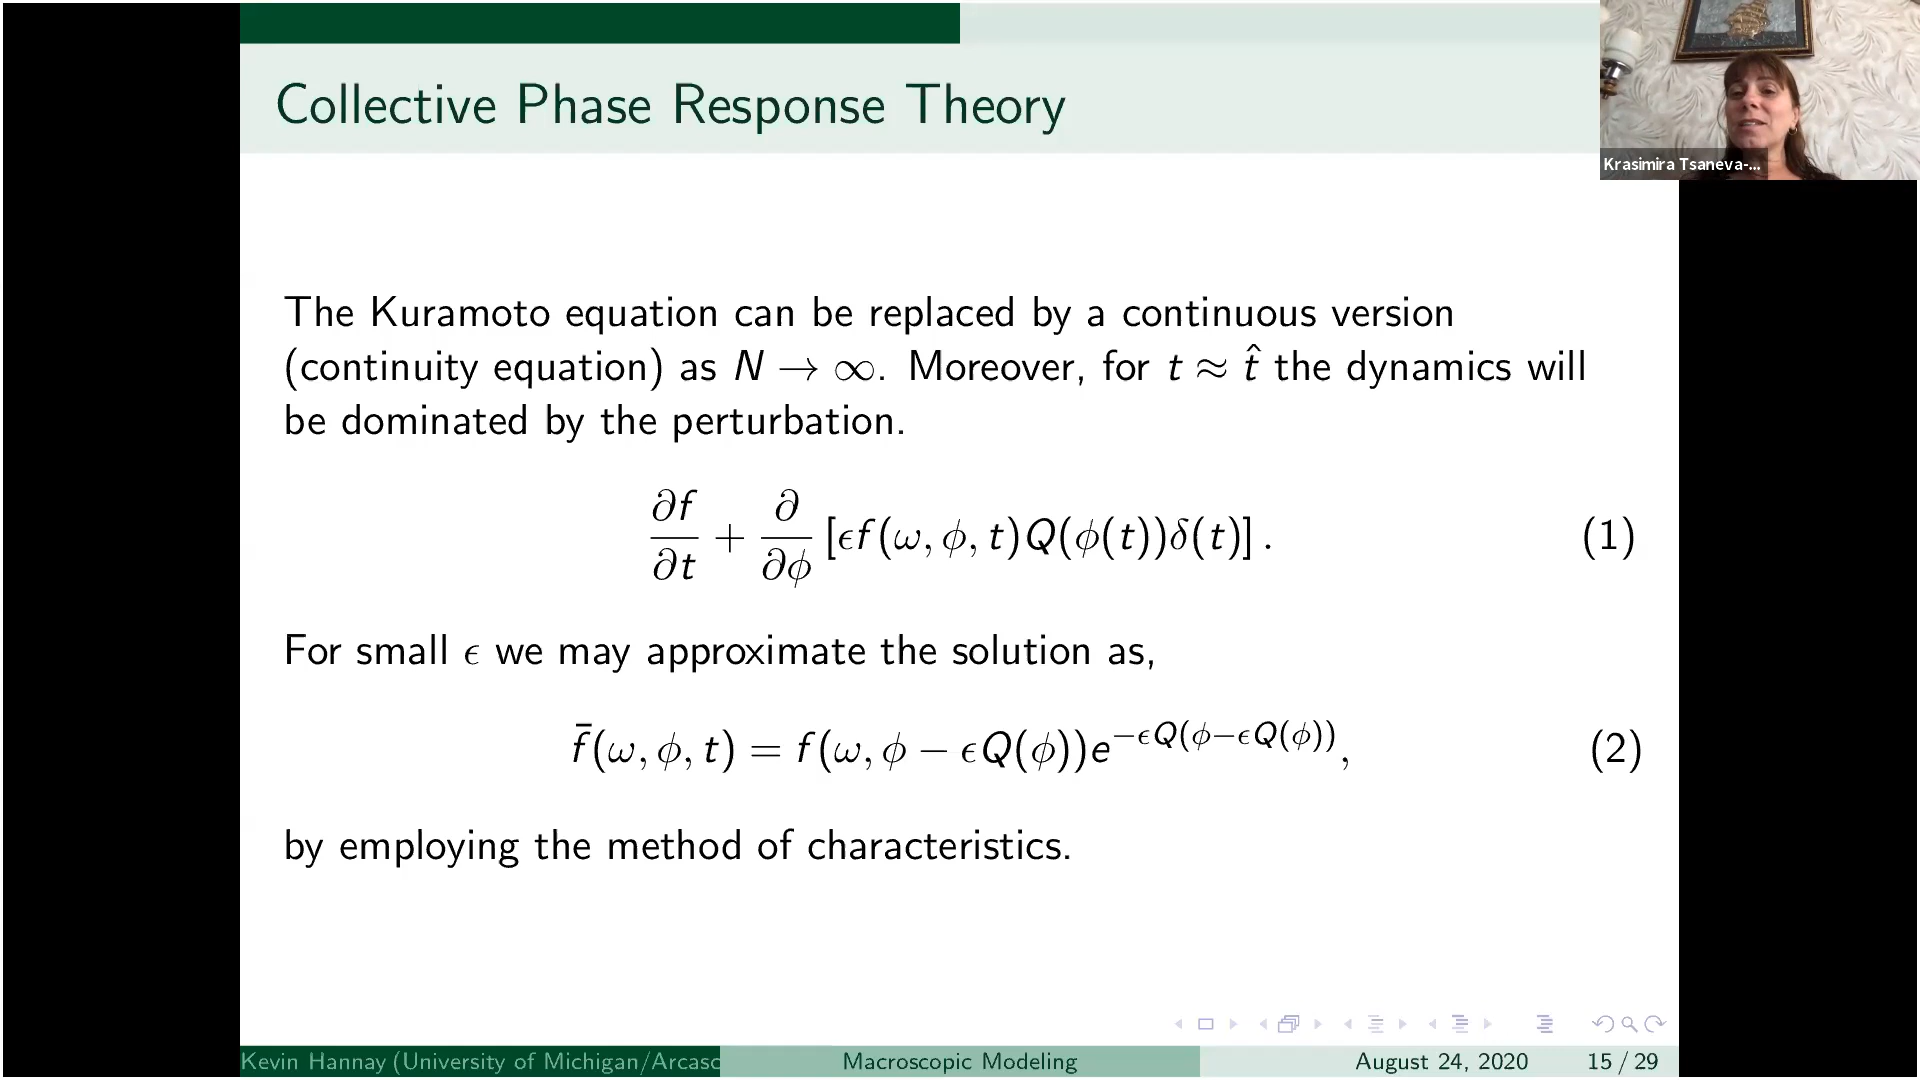 Collective Phase Response Theory
Krasimira Tsaneva-...
The Kuramoto equation can be replaced by a continuous version
(continuity equation) as N → ∞. Moreover, for t ≈ t̂ the dynamics will
be dominated by the perturbation.
∂f/∂t + ∂/∂ϕ [ϵf(ω, ϕ, t)Q(ϕ(t))δ(t)] . (1)
For small ϵ we may approximate the solution as,
f̄(ω, ϕ, t) = f(ω, ϕ − ϵQ(ϕ))e^{−ϵQ(ϕ−ϵQ(ϕ))}, (2)
by employing the method of characteristics.
Kevin Hannay (University of Michigan/Arcasc
Macroscopic Modeling
August 24, 2020
15 / 29